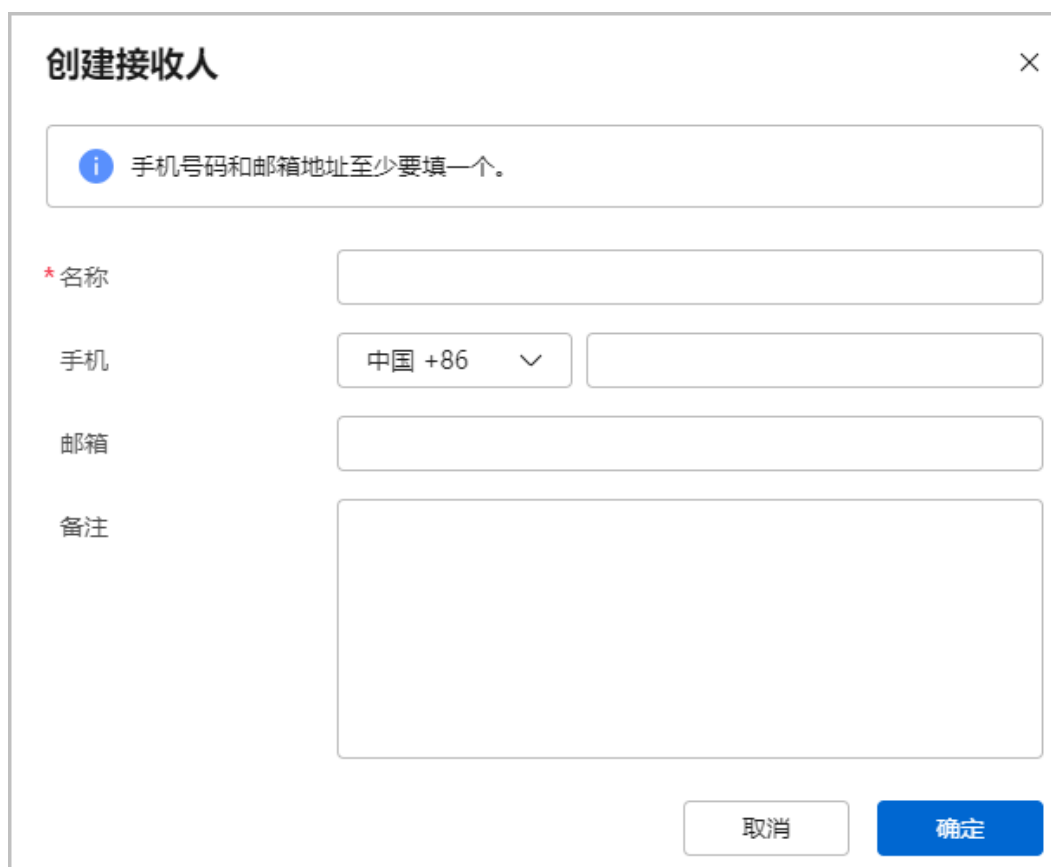 创建接收人
手机号码和邮箱地址至少要填一个。
* 名称
手机 中国 +86
邮箱
备注
取消 确定